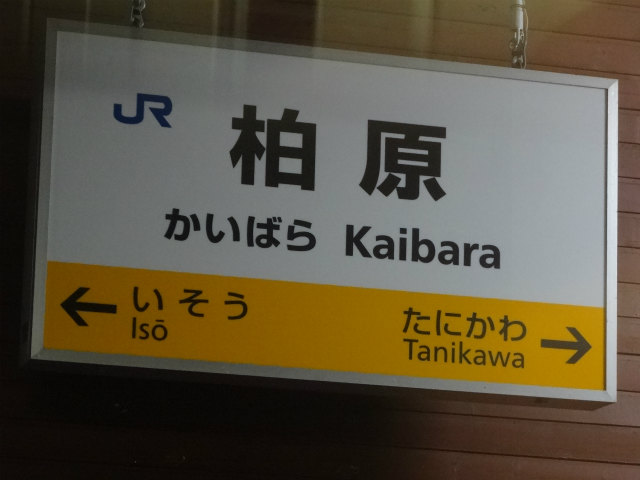 JR
柏原
かいばら Kaibara
いそう
Isō
たにかわ
Tanikawa